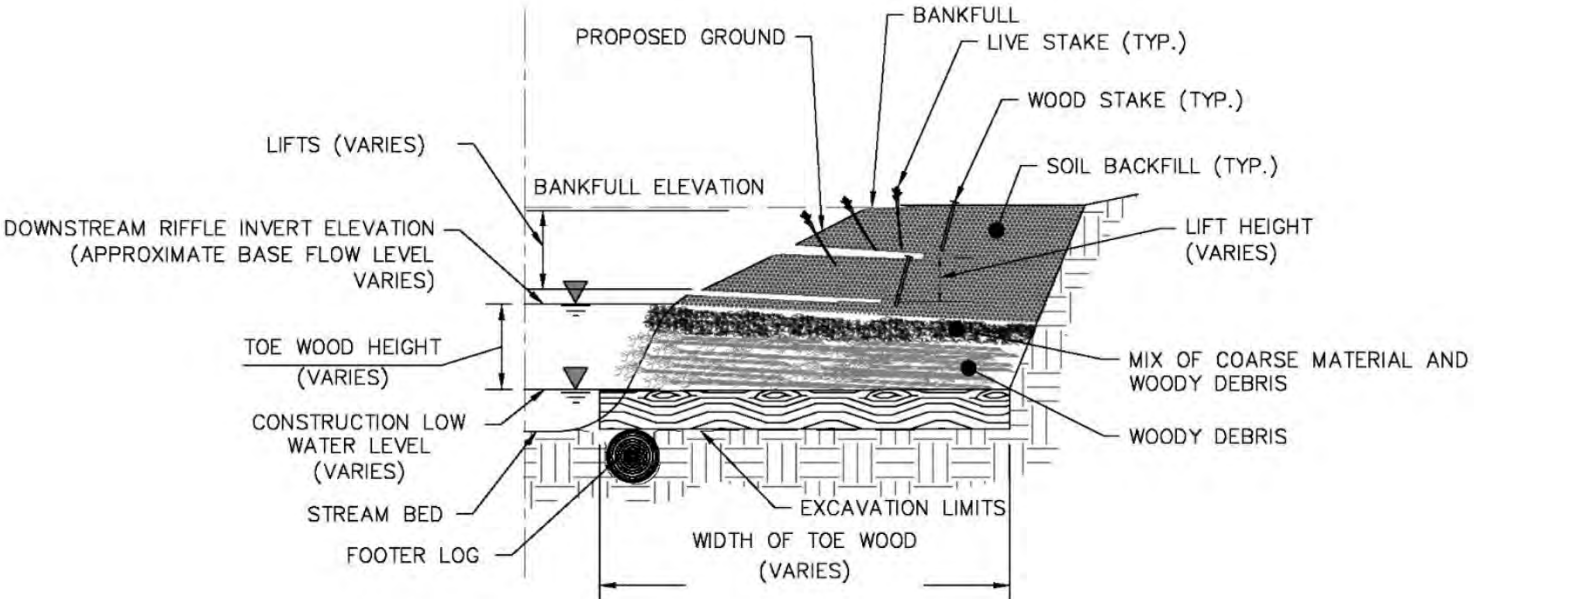 BANKFULL
PROPOSED GROUND
LIVE STAKE (TYP.)
WOOD STAKE (TYP.)
LIFTS (VARIES)
SOIL BACKFILL (TYP.)
BANKFULL ELEVATION
DOWNSTREAM RIFFLE INVERT ELEVATION
(APPROXIMATE BASE FLOW LEVEL
VARIES)
LIFT HEIGHT
(VARIES)
TOE WOOD HEIGHT
(VARIES)
MIX OF COARSE MATERIAL AND
WOODY DEBRIS
CONSTRUCTION LOW
WATER LEVEL
(VARIES)
WOODY DEBRIS
STREAM BED
EXCAVATION LIMITS
FOOTER LOG
WIDTH OF TOE WOOD
(VARIES)